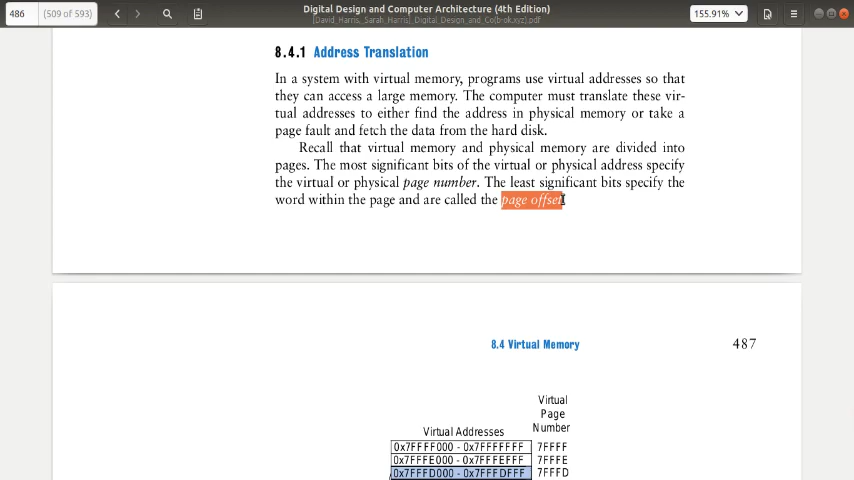 486
(509 of 593)
Digital Design and Computer Architecture (4th Edition)
[David_Harris,_Sarah_Harris]_Digital_Design_and_Co(b-ok.xyz).pdf
155.91%
8.4.1 Address Translation
In a system with virtual memory, programs use virtual addresses so that
they can access a large memory. The computer must translate these vir-
tual addresses to either find the address in physical memory or take a
page fault and fetch the data from the hard disk.
Recall that virtual memory and physical memory are divided into
pages. The most significant bits of the virtual or physical address specify
the virtual or physical page number. The least significant bits specify the
word within the page and are called the page offset
8.4 Virtual Memory
487
Virtual
Page
Number
Virtual Addresses
0x7FFFF000 - 0x7FFFFFFF 7FFFF
0x7FFFE000 - 0x7FFFEFFF 7FFFE
0x7FFFD000 - 0x7FFFDFFF 7FFFD